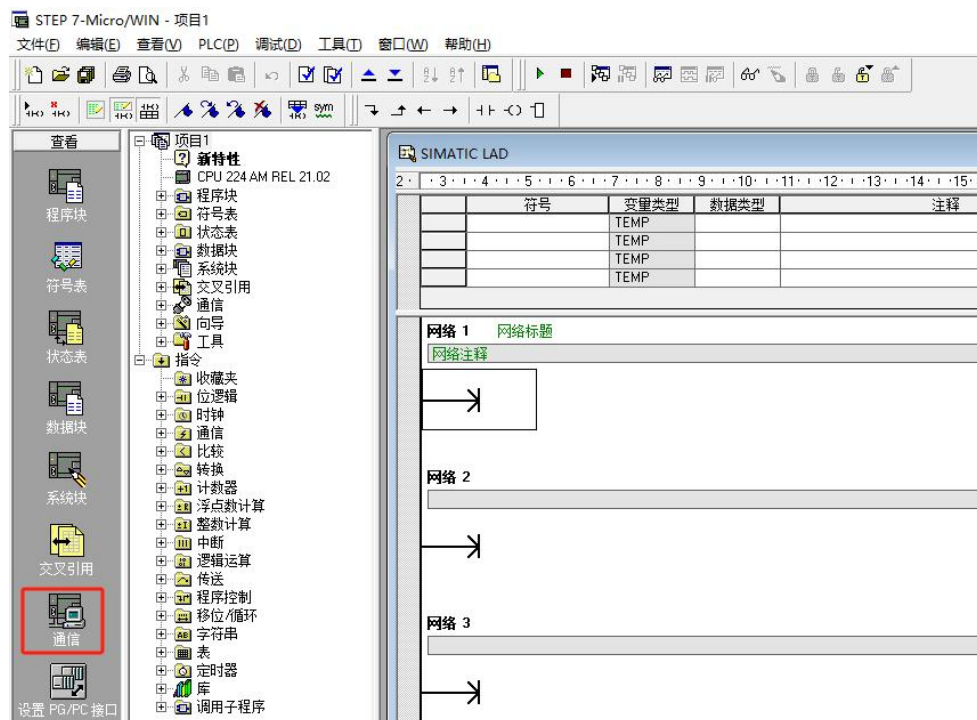 STEP 7-Micro/WIN - 项目1
文件(F) 编辑(E) 查看(V) PLC(P) 调试(D) 工具(T) 窗口(W) 帮助(H)
sym
查看
程序块
符号表
状态表
数据块
系统块
交叉引用
通信
设置 PG/PC 接口
项目1
新特性
CPU 224 AM REL 21.02
程序块
符号表
状态表
数据块
系统块
交叉引用
通信
向导
工具
指令
收藏夹
位逻辑
时钟
通信
比较
转换
计数器
浮点数计算
整数计算
中断
逻辑运算
传送
程序控制
移位/循环
字符串
表
定时器
库
调用子程序
SIMATIC LAD
2 · 3 · 4 · 5 · 6 · 7 · 8 · 9 · 10 · 11 · 12 · 13 · 14 · 15
符号 变量类型 数据类型 注释
TEMP
TEMP
TEMP
TEMP
网络 1 网络标题
网络注释
网络 2
网络 3